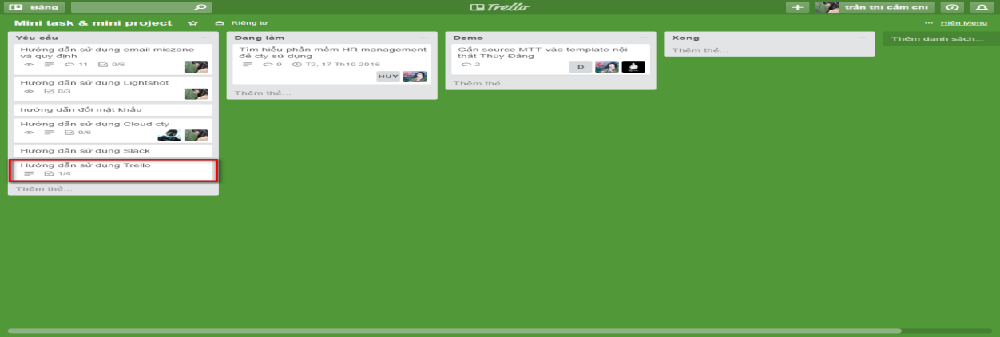 Bảng
Trello
trần thị cẩm chi
Mini task & mini project
Riêng tư
... Hiện Menu
Yêu cầu
Hướng dẫn sử dụng email miczone
và quy định
11
0/6
Hướng dẫn sử dụng Lightshot
0/3
hướng dẫn đổi mật khẩu
Hướng dẫn sử dụng Cloud cty
0/6
Hướng dẫn sử dụng Slack
Hướng dẫn sử dụng Trello
1/4
Thêm thẻ...
Đang làm
Tìm hiểu phần mềm HR management
để cty sử dụng
9
T2, 17 Th10 2016
HUY
Thêm thẻ...
Demo
Gắn source MTT vào template nội
thất Thúy Đằng
2
D
Thêm thẻ...
Xong
Thêm thẻ...
Thêm danh sách...